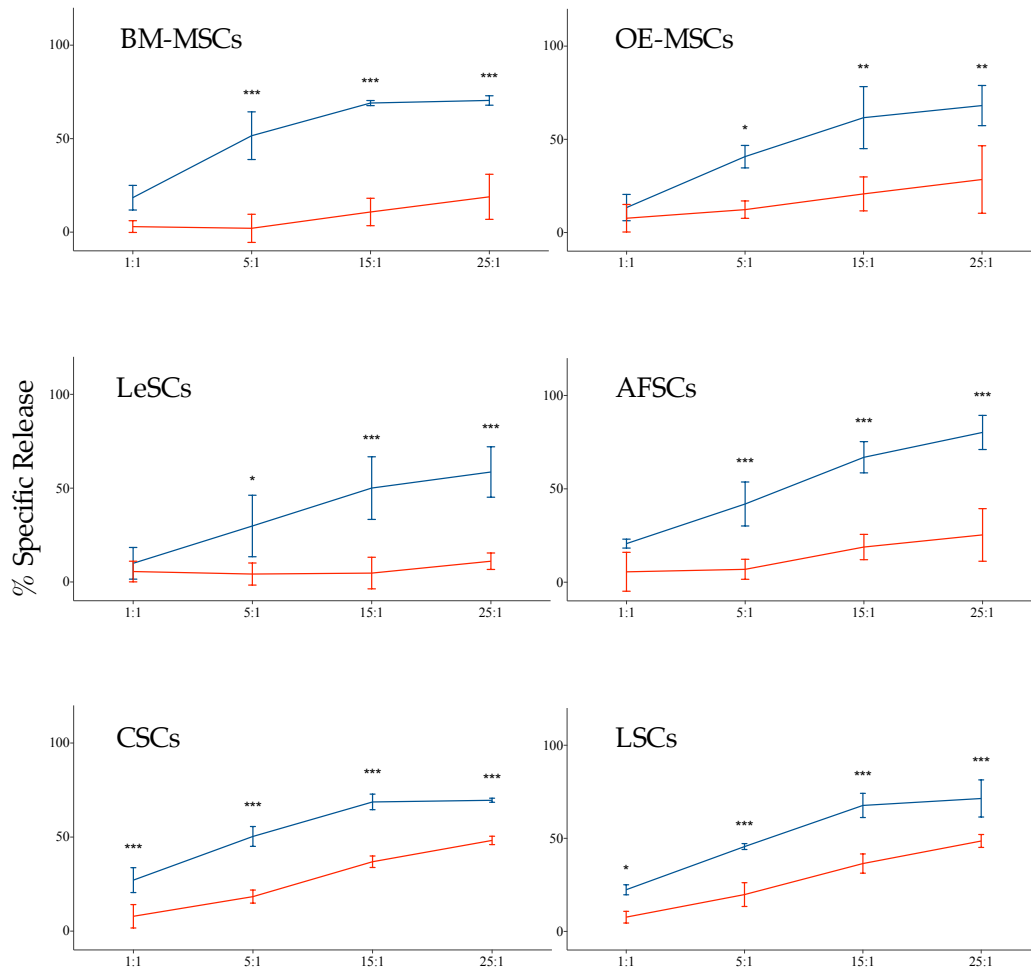 BM-MSCs
OE-MSCs
100
*** *** ***
50
0
1:1 5:1 15:1 25:1
100
* ** **
50
0
1:1 5:1 15:1 25:1
% Specific Release
LeSCs
AFSCs
100
* *** ***
50
0
1:1 5:1 15:1 25:1
100
*** *** ***
50
0
1:1 5:1 15:1 25:1
CSCs
LSCs
100
*** *** *** ***
50
0
1:1 5:1 15:1 25:1
100
* *** *** ***
50
0
1:1 5:1 15:1 25:1